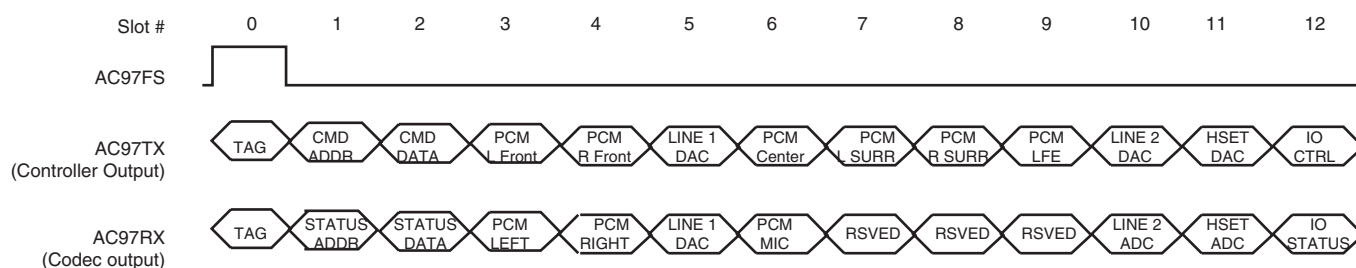 Slot # 0 1 2 3 4 5 6 7 8 9 10 11 12
AC97FS
AC97TX
(Controller Output)
TAG
CMD
ADDR
CMD
DATA
PCM
L Front
PCM
R Front
LINE 1
DAC
PCM
Center
PCM
L SURR
PCM
R SURR
PCM
LFE
LINE 2
DAC
HSET
DAC
IO
CTRL
AC97RX
(Codec output)
TAG
STATUS
ADDR
STATUS
DATA
PCM
LEFT
PCM
RIGHT
LINE 1
DAC
PCM
MIC
RSVED
RSVED
RSVED
LINE 2
ADC
HSET
ADC
IO
STATUS